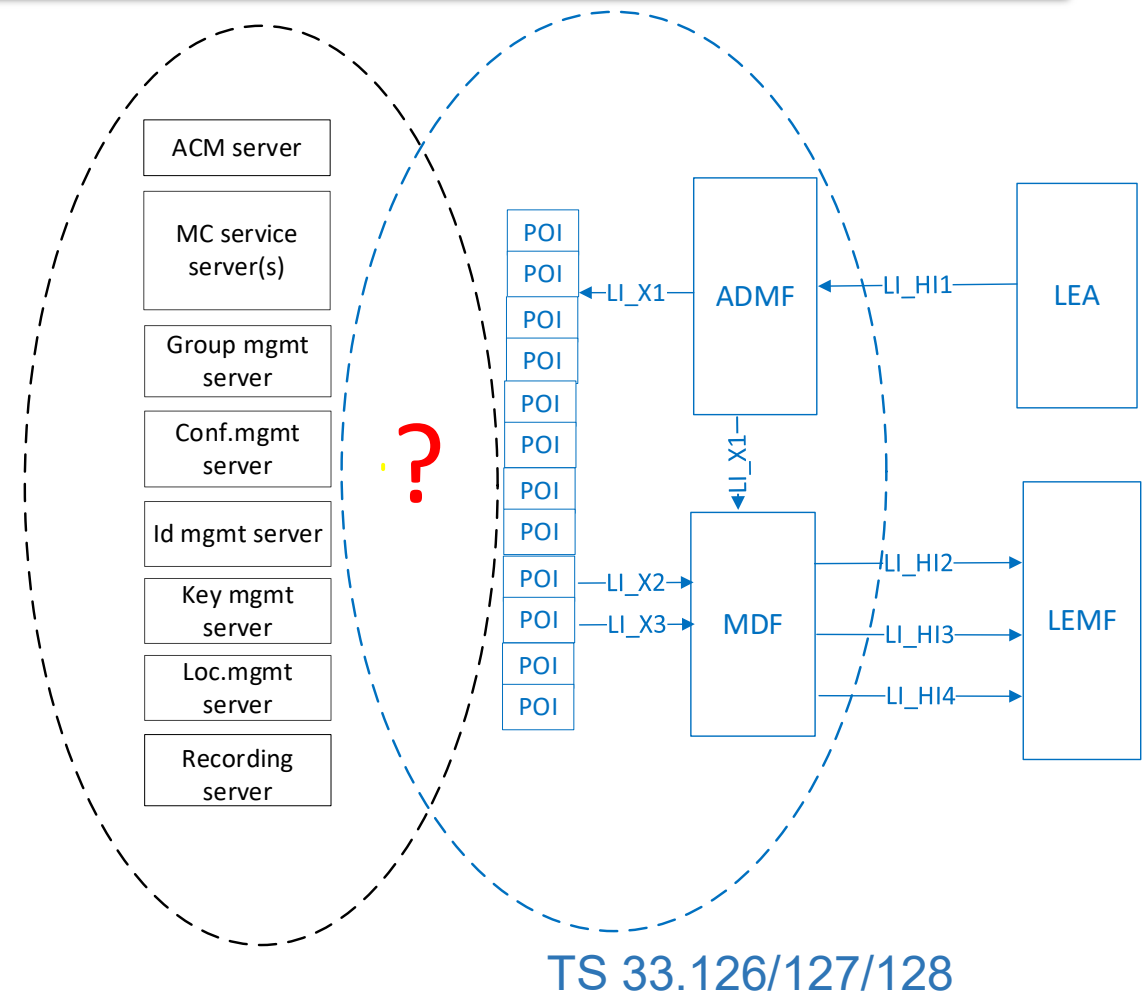 ACM server
MC service
server(s)
Group mgmt
server
Conf.mgmt
server
Id mgmt server
Key mgmt
server
Loc.mgmt
server
Recording
server
?
POI
POI
POI
POI
POI
POI
POI
POI
POI
POI
POI
POI
LI_X1
ADMF
LI_HI1
LEA
LI_X1
LI_X2
LI_X3
MDF
LI_HI2
LI_HI3
LI_HI4
LEMF
TS 33.126/127/128